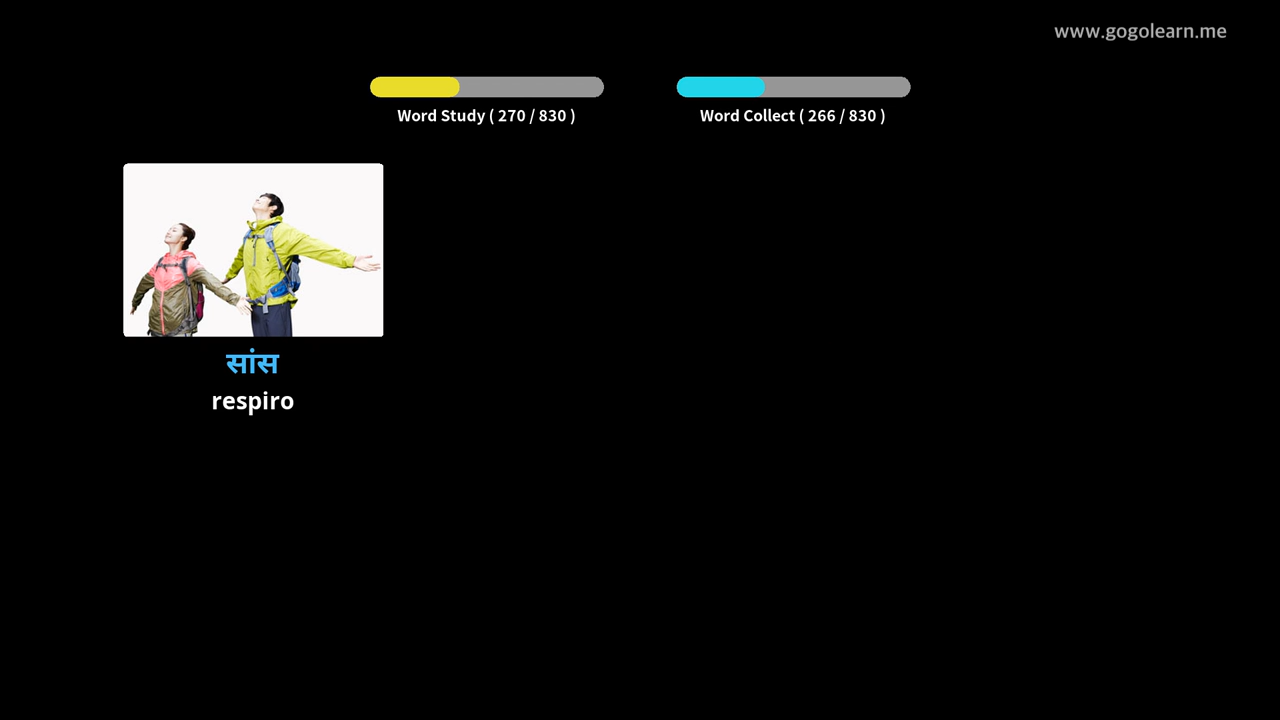 www.gogolearn.me
Word Study ( 270 / 830 )
Word Collect ( 266 / 830 )
सांस
respiro